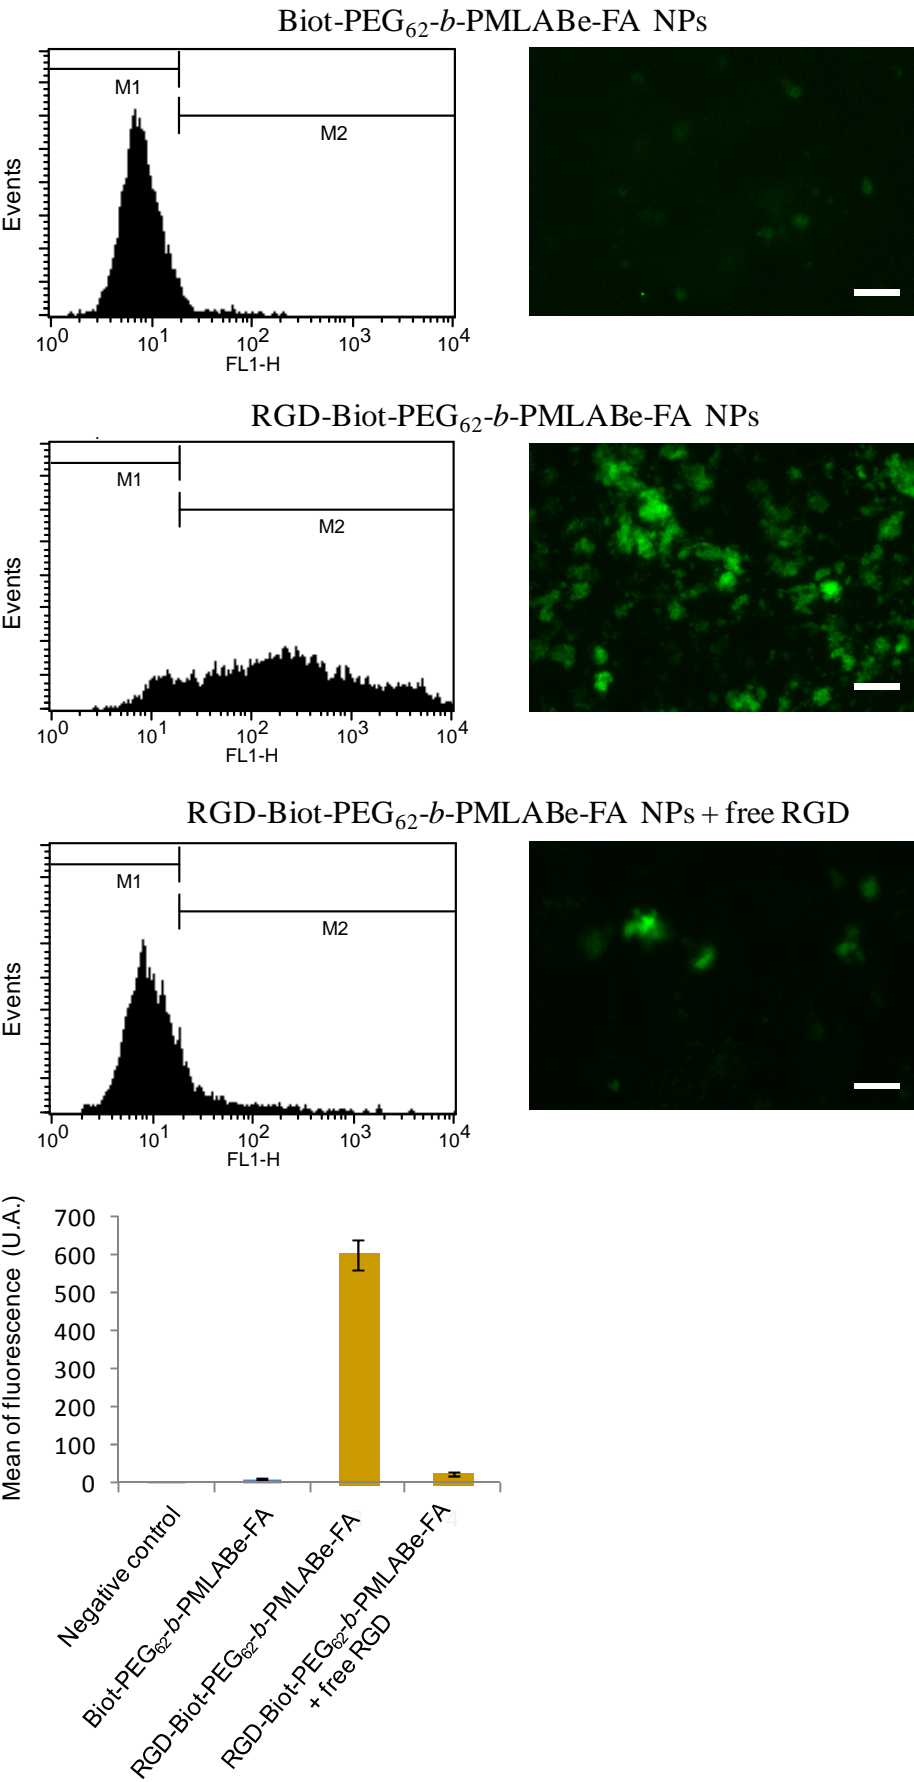 Biot-PEG62-b-PMLABe-FA NPs
M1
M2
Events
10^0 10^1 10^2 10^3 10^4
FL1-H
RGD-Biot-PEG62-b-PMLABe-FA NPs
M1
M2
Events
10^0 10^1 10^2 10^3 10^4
FL1-H
RGD-Biot-PEG62-b-PMLABe-FA NPs + free RGD
M1
M2
Events
10^0 10^1 10^2 10^3 10^4
FL1-H
Mean of fluorescence (U.A.)
700
600
500
400
300
200
100
0
Negative control
Biot-PEG62-b-PMLABe-FA
RGD-Biot-PEG62-b-PMLABe-FA
RGD-Biot-PEG62-b-PMLABe-FA
+ free RGD
4